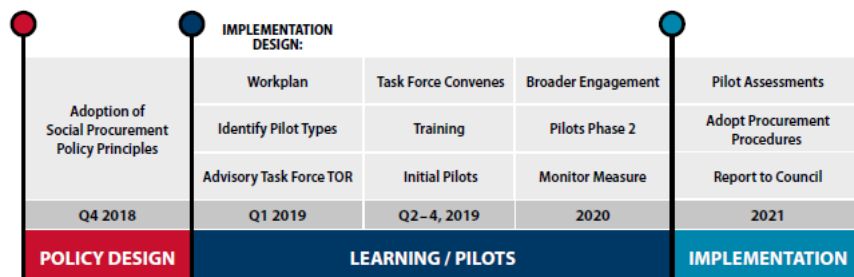 IMPLEMENTATION
DESIGN:
Adoption of
Social Procurement
Policy Principles
Workplan
Task Force Convenes
Broader Engagement
Pilot Assessments
Identify Pilot Types
Training
Pilots Phase 2
Adopt Procurement
Procedures
Advisory Task Force TOR
Initial Pilots
Monitor Measure
Report to Council
Q4 2018
Q1 2019
Q2–4, 2019
2020
2021
POLICY DESIGN
LEARNING / PILOTS
IMPLEMENTATION